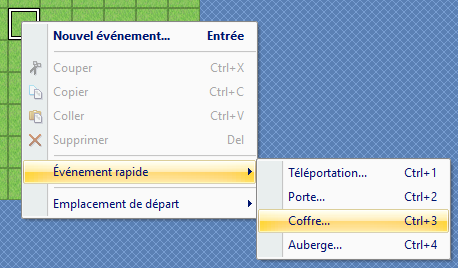 Nouvel événement... Entrée
Couper Ctrl+X
Copier Ctrl+C
Coller Ctrl+V
Supprimer Del
Événement rapide
Emplacement de départ
Téléportation... Ctrl+1
Porte... Ctrl+2
Coffre... Ctrl+3
Auberge... Ctrl+4